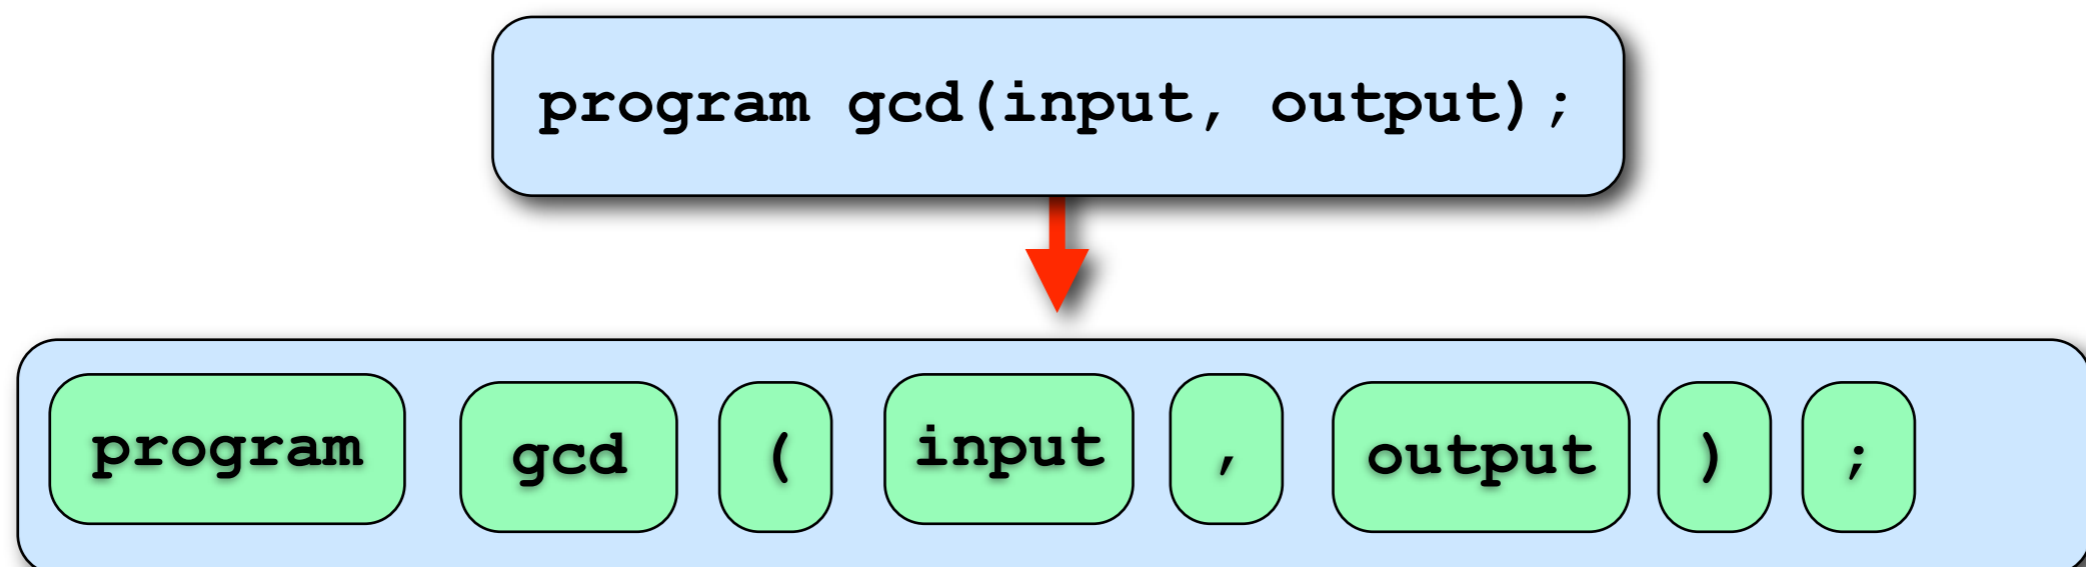 program gcd(input, output);
program gcd ( input , output ) ;